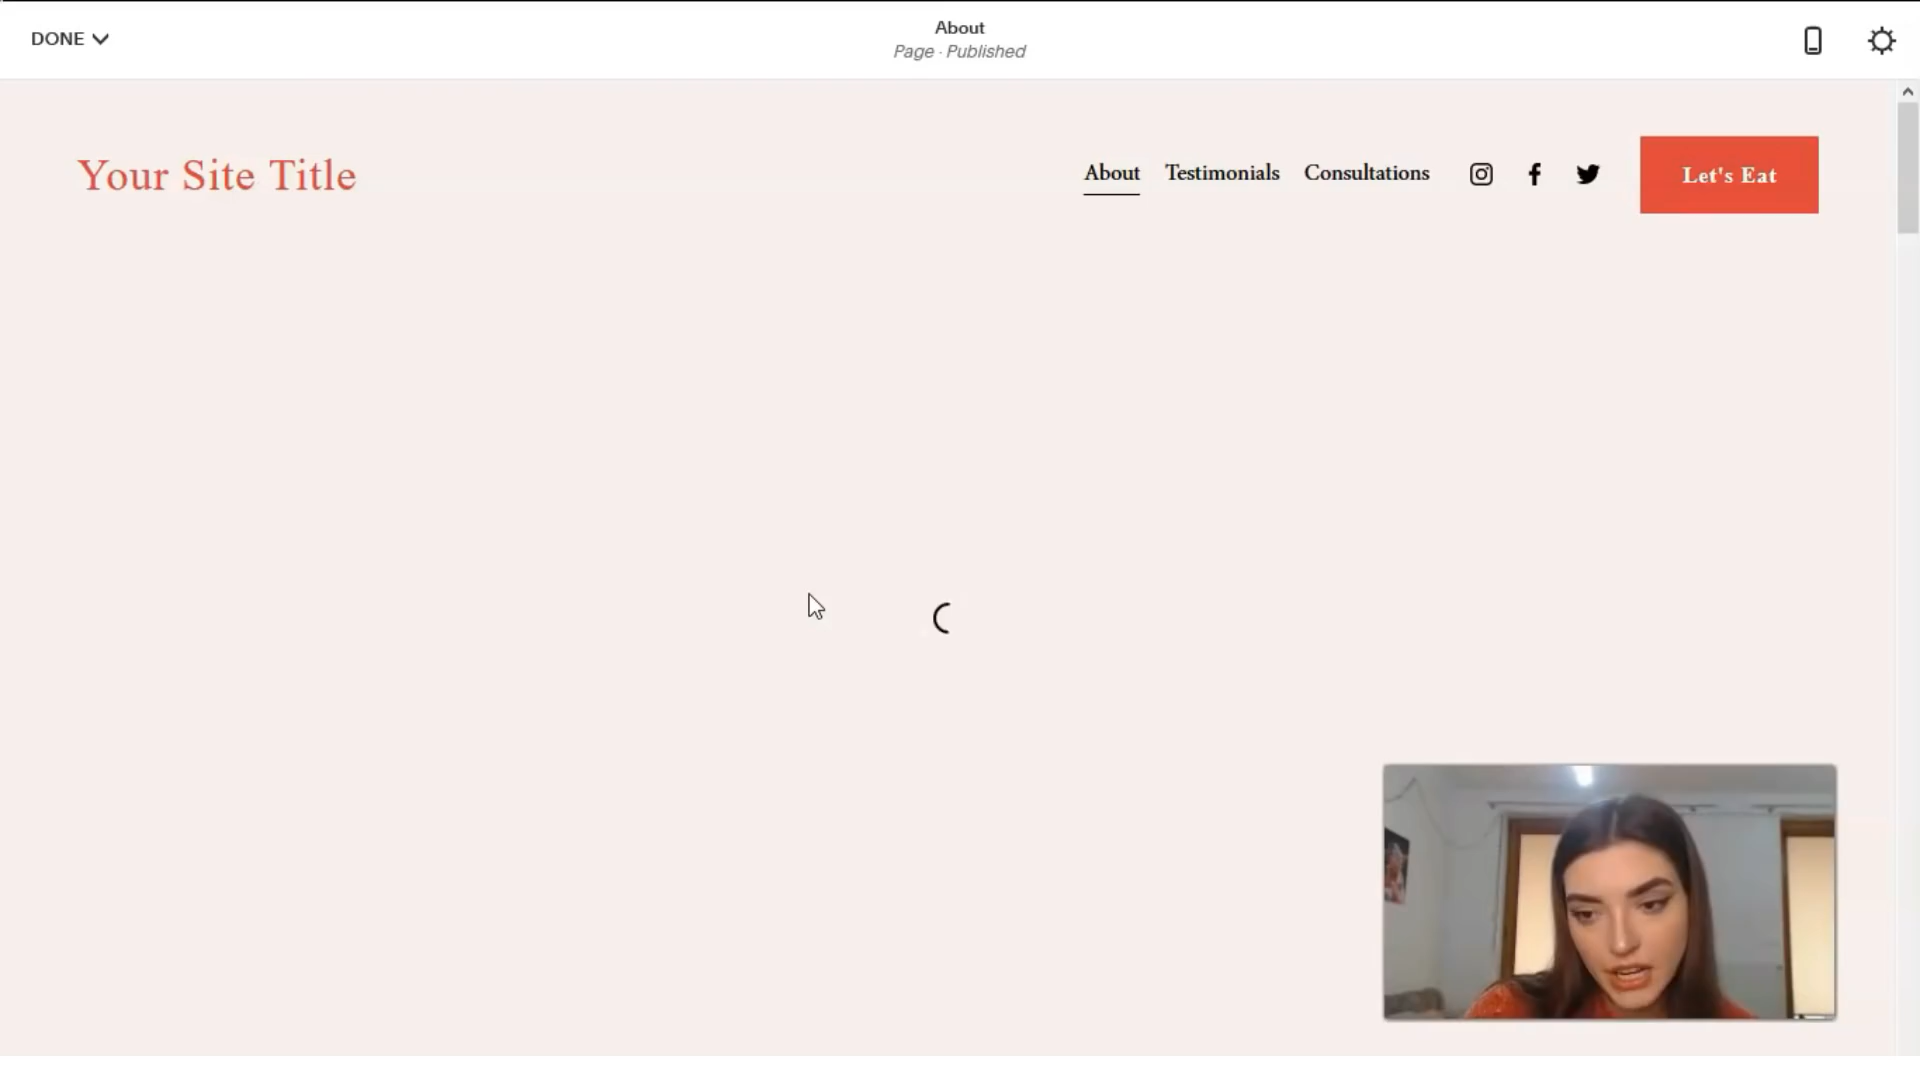 DONE
About
Page · Published
Your Site Title
About Testimonials Consultations
Let's Eat